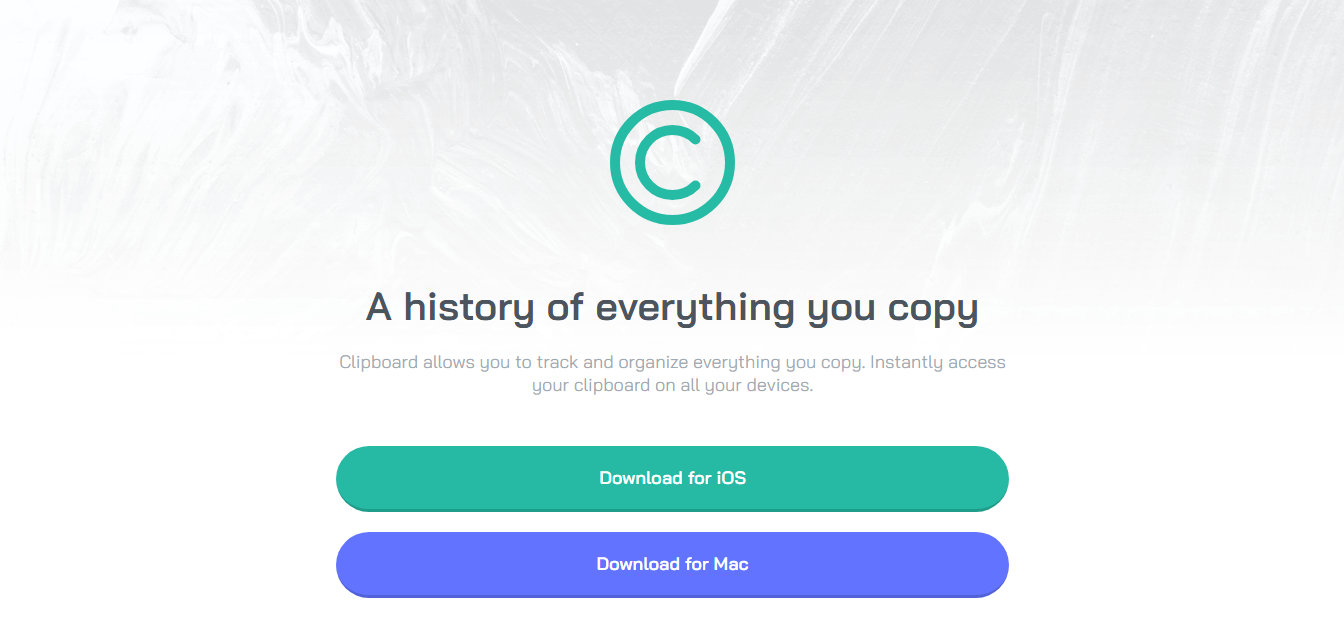 A history of everything you copy
Clipboard allows you to track and organize everything you copy. Instantly access
your clipboard on all your devices.
Download for iOS
Download for Mac